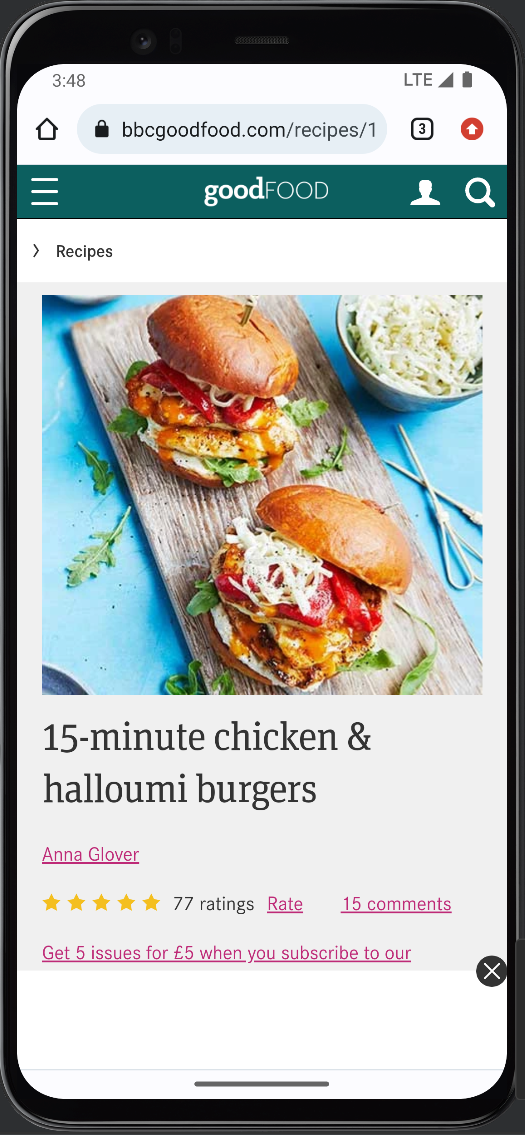 3:48
LTE
bbcgoodfood.com/recipes/1
3
goodFOOD
Recipes
15-minute chicken &
halloumi burgers
Anna Glover
77 ratings Rate 15 comments
Get 5 issues for £5 when you subscribe to our